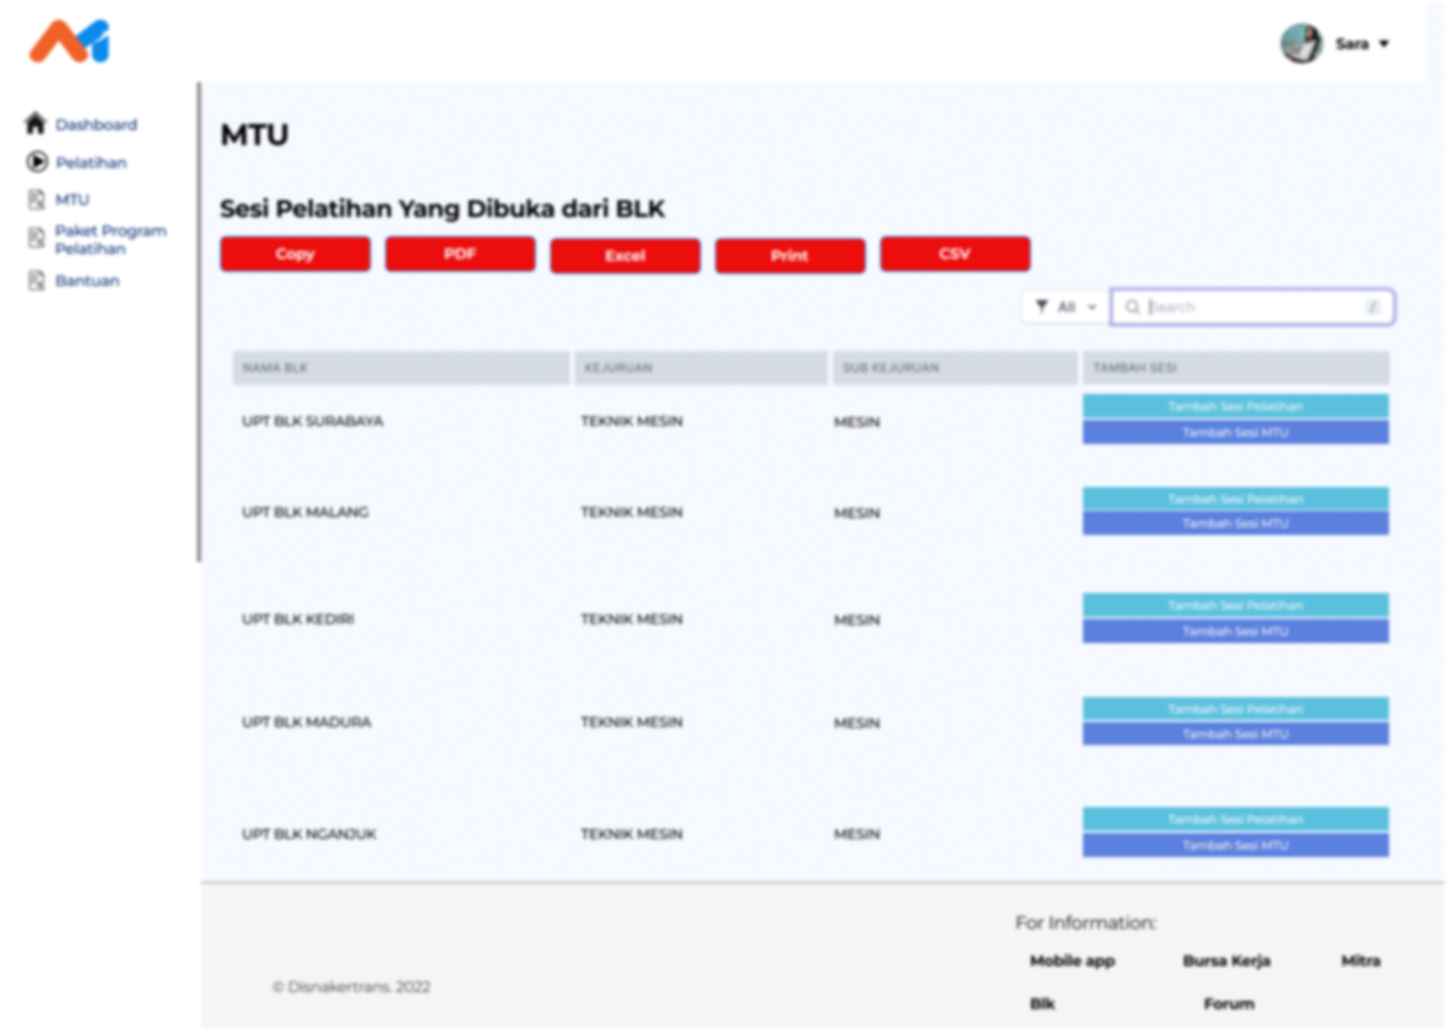 Sara
Dashboard
Pelatihan
MTU
Paket Program
Pelatihan
Bantuan
MTU
Sesi Pelatihan Yang Dibuka dari BLK
Copy PDF Excel Print CSV
All Search /
NAMA BLK KEJURUAN SUB KEJURUAN TAMBAH SESI
UPT BLK SURABAYA TEKNIK MESIN MESIN
Tambah Sesi Pelatihan
Tambah Sesi MTU
UPT BLK MALANG TEKNIK MESIN MESIN
Tambah Sesi Pelatihan
Tambah Sesi MTU
UPT BLK KEDIRI TEKNIK MESIN MESIN
Tambah Sesi Pelatihan
Tambah Sesi MTU
UPT BLK MADURA TEKNIK MESIN MESIN
Tambah Sesi Pelatihan
Tambah Sesi MTU
UPT BLK NGANJUK TEKNIK MESIN MESIN
Tambah Sesi Pelatihan
Tambah Sesi MTU
For Information:
Mobile app Bursa Kerja Mitra
Blk Forum
© Disnakertrans. 2022